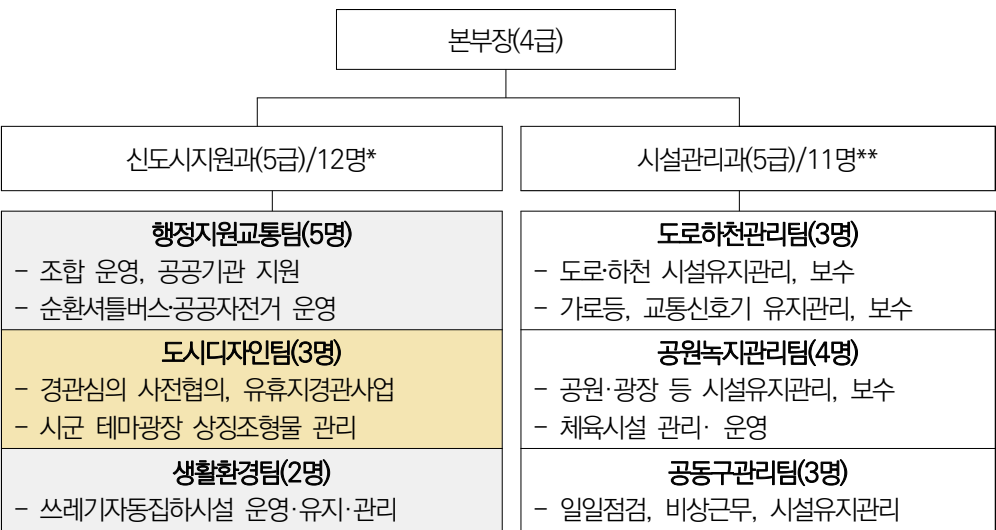 본부장(4급)
신도시지원과(5급)/12명*
행정지원교통팀(5명)
- 조합 운영, 공공기관 지원
- 순환셔틀버스·공공자전거 운영
도시디자인팀(3명)
- 경관심의 사전협의, 유휴지경관사업
- 시군 테마광장 상징조형물 관리
생활환경팀(2명)
- 쓰레기자동집하시설 운영·유지·관리
시설관리과(5급)/11명**
도로하천관리팀(3명)
- 도로·하천 시설유지관리, 보수
- 가로등, 교통신호기 유지관리, 보수
공원녹지관리팀(4명)
- 공원·광장 등 시설유지관리, 보수
- 체육시설 관리· 운영
공동구관리팀(3명)
- 일일점검, 비상근무, 시설유지관리